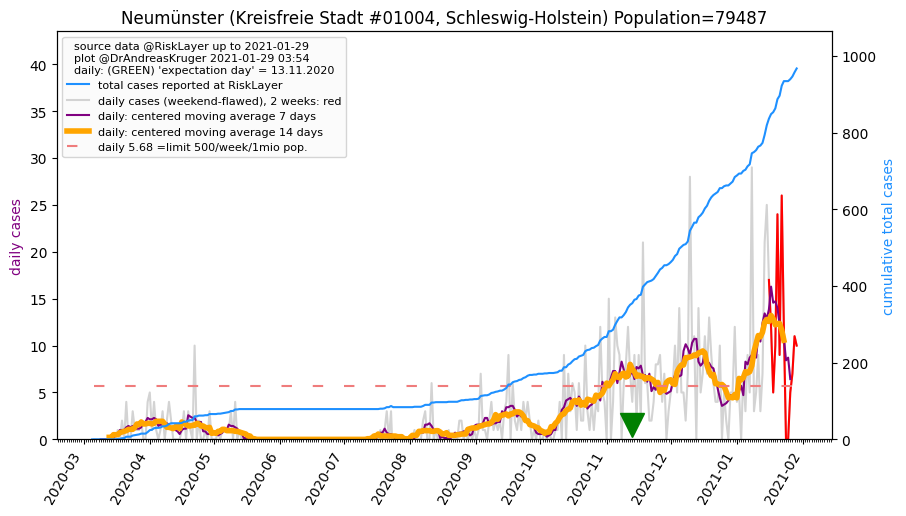 Neumünster (Kreisfreie Stadt #01004, Schleswig-Holstein) Population=79487
source data @RiskLayer up to 2021-01-29
plot @DrAndreasKruger 2021-01-29 03:54
daily: (GREEN) 'expectation day' = 13.11.2020
total cases reported at RiskLayer
daily cases (weekend-flawed), 2 weeks: red
daily: centered moving average 7 days
daily: centered moving average 14 days
daily 5.68 =limit 500/week/1mio pop.
daily cases
40
35
30
25
20
15
10
5
0
cumulative total cases
1000
800
600
400
200
0
2020-03
2020-04
2020-05
2020-06
2020-07
2020-08
2020-09
2020-10
2020-11
2020-12
2021-01
2021-02